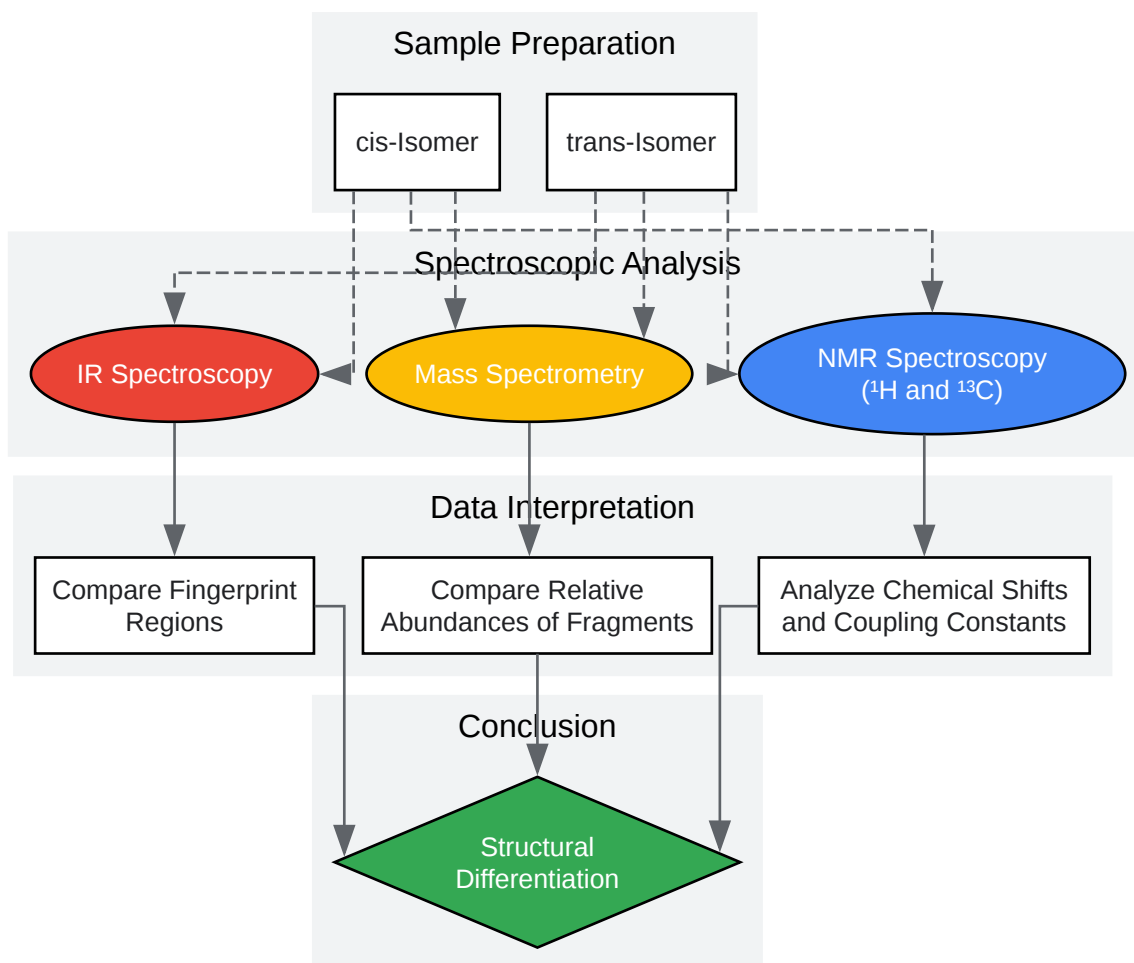 Sample Preparation
cis-Isomer
trans-Isomer
Spectroscopic Analysis
IR Spectroscopy
Mass Spectrometry
NMR Spectroscopy
(¹H and ¹³C)
Data Interpretation
Compare Fingerprint
Regions
Compare Relative
Abundances of Fragments
Analyze Chemical Shifts
and Coupling Constants
Conclusion
Structural
Differentiation